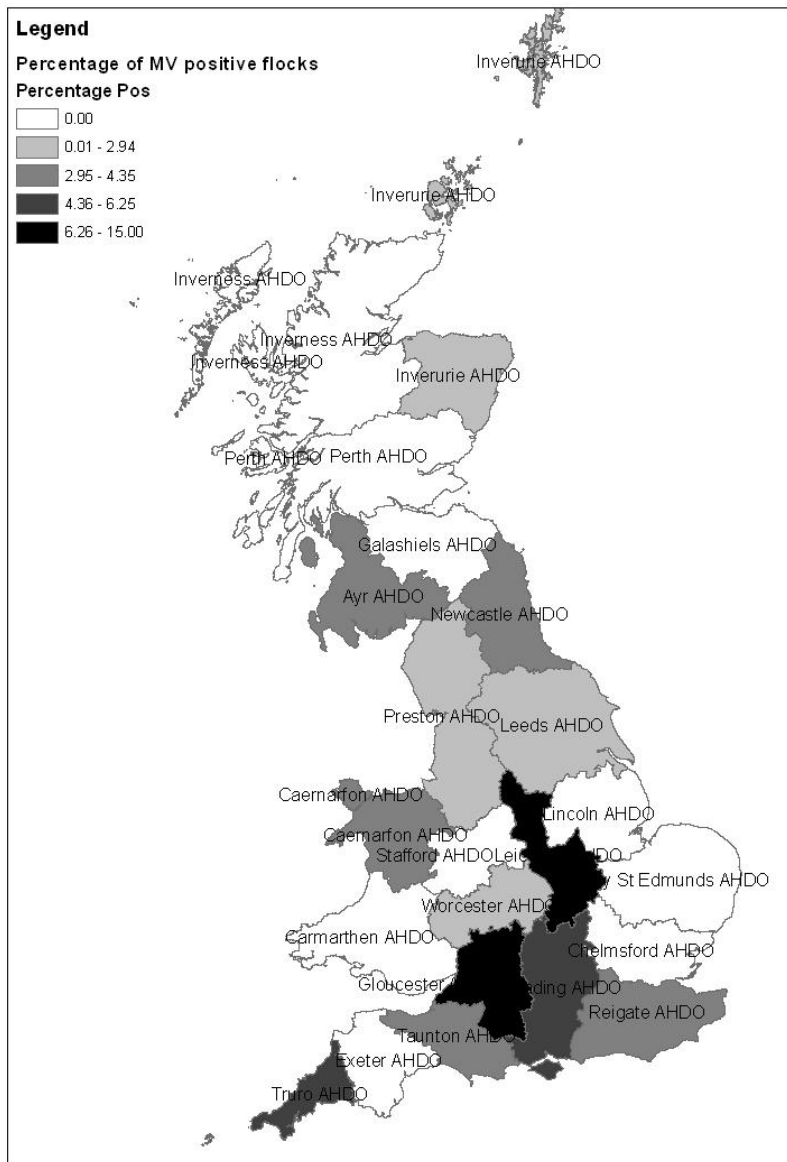 Legend
Percentage of MV positive flocks
Percentage Pos
0.00
0.01 - 2.94
2.95 - 4.35
4.36 - 6.25
6.26 - 15.00
Inverurie AHDO
Inverurie AHDO
Inverness AHDO
Inverness AHDO
Inverness AHDO
Inverurie AHDO
Perth AHDO
Perth AHDO
Galashiels AHDO
Ayr AHDO
Newcastle AHDO
Preston AHDO
Leeds AHDO
Caernarfon AHDO
Lincoln AHDO
Caernarfon AHDO
Stafford AHDO
St Edmunds AHDO
Worcester AHDO
Carmarthen AHDO
Chelmsford AHDO
Gloucester
AHDO
Reigate AHDO
Taunton AHDO
Exeter AHDO
Truro AHDO